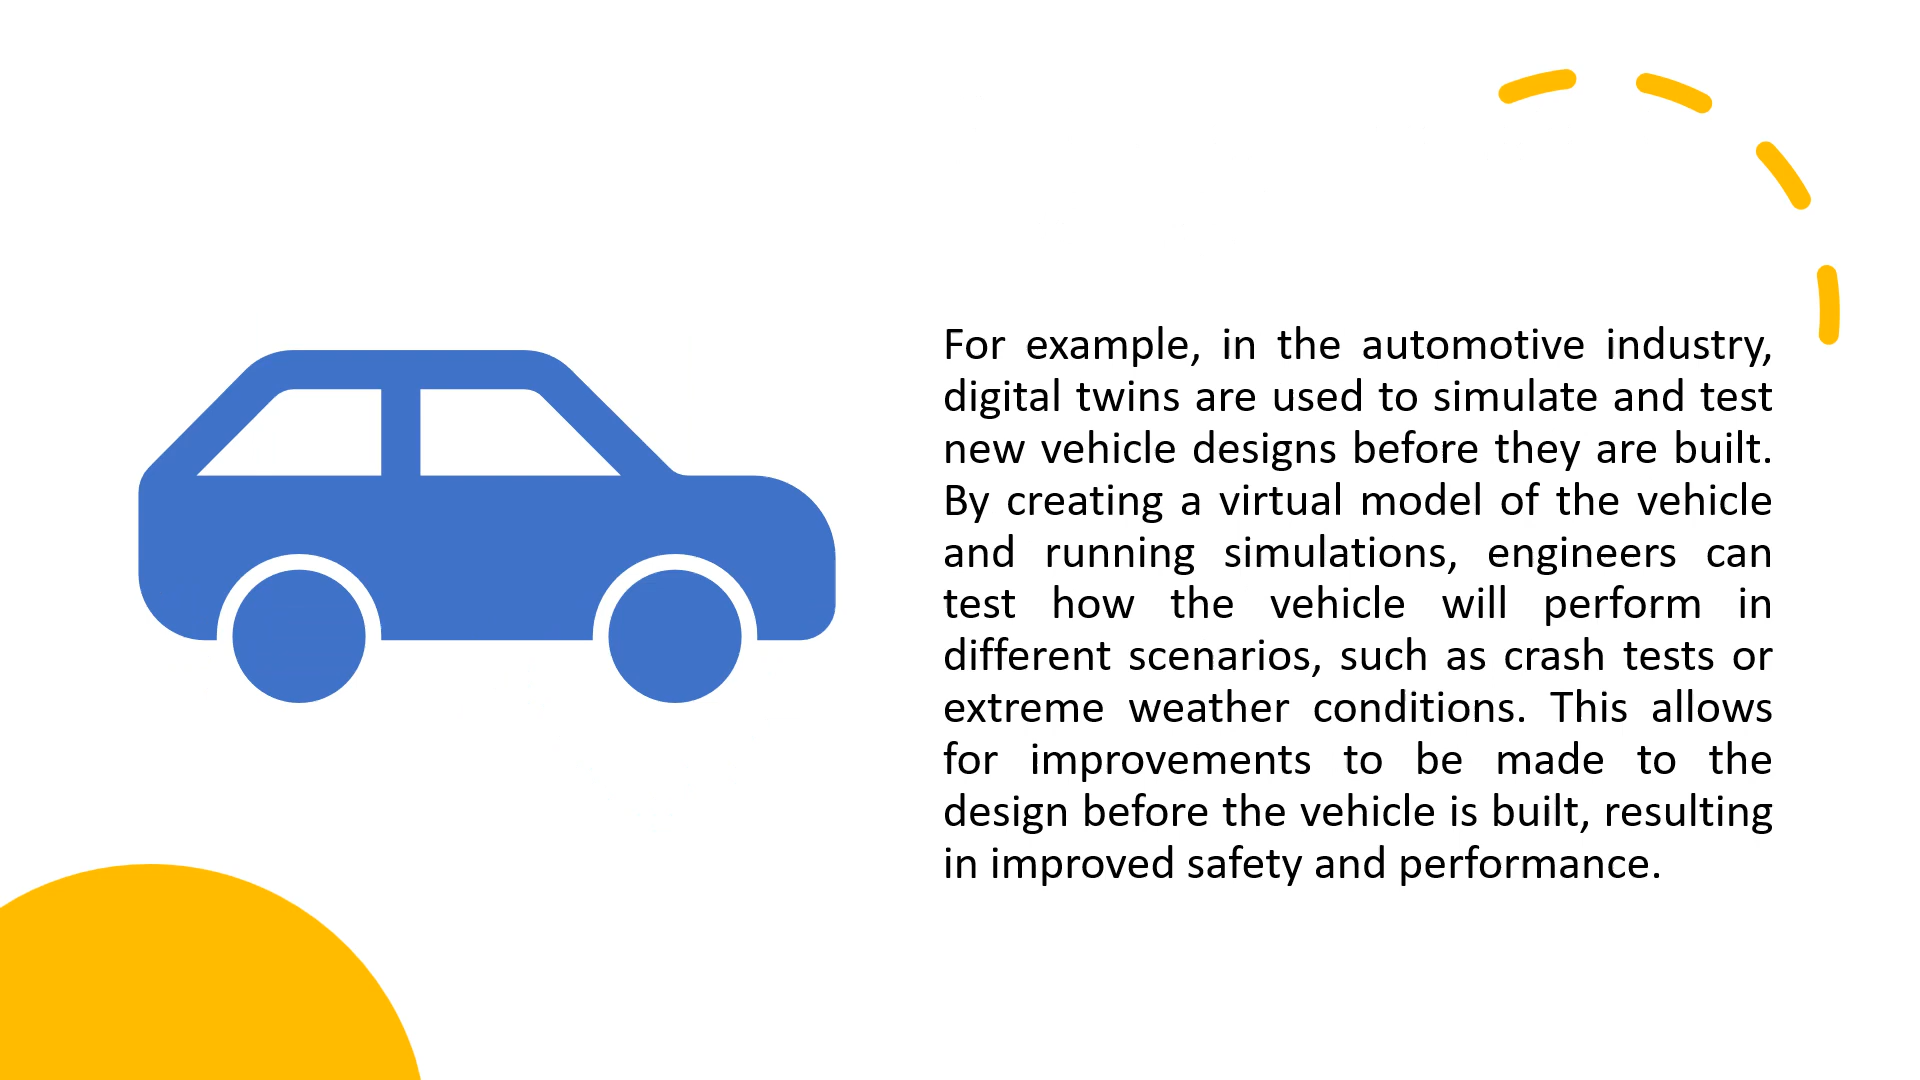 For example, in the automotive industry,
digital twins are used to simulate and test
new vehicle designs before they are built.
By creating a virtual model of the vehicle
and running simulations, engineers can
test how the vehicle will perform in
different scenarios, such as crash tests or
extreme weather conditions. This allows
for improvements to be made to the
design before the vehicle is built, resulting
in improved safety and performance.